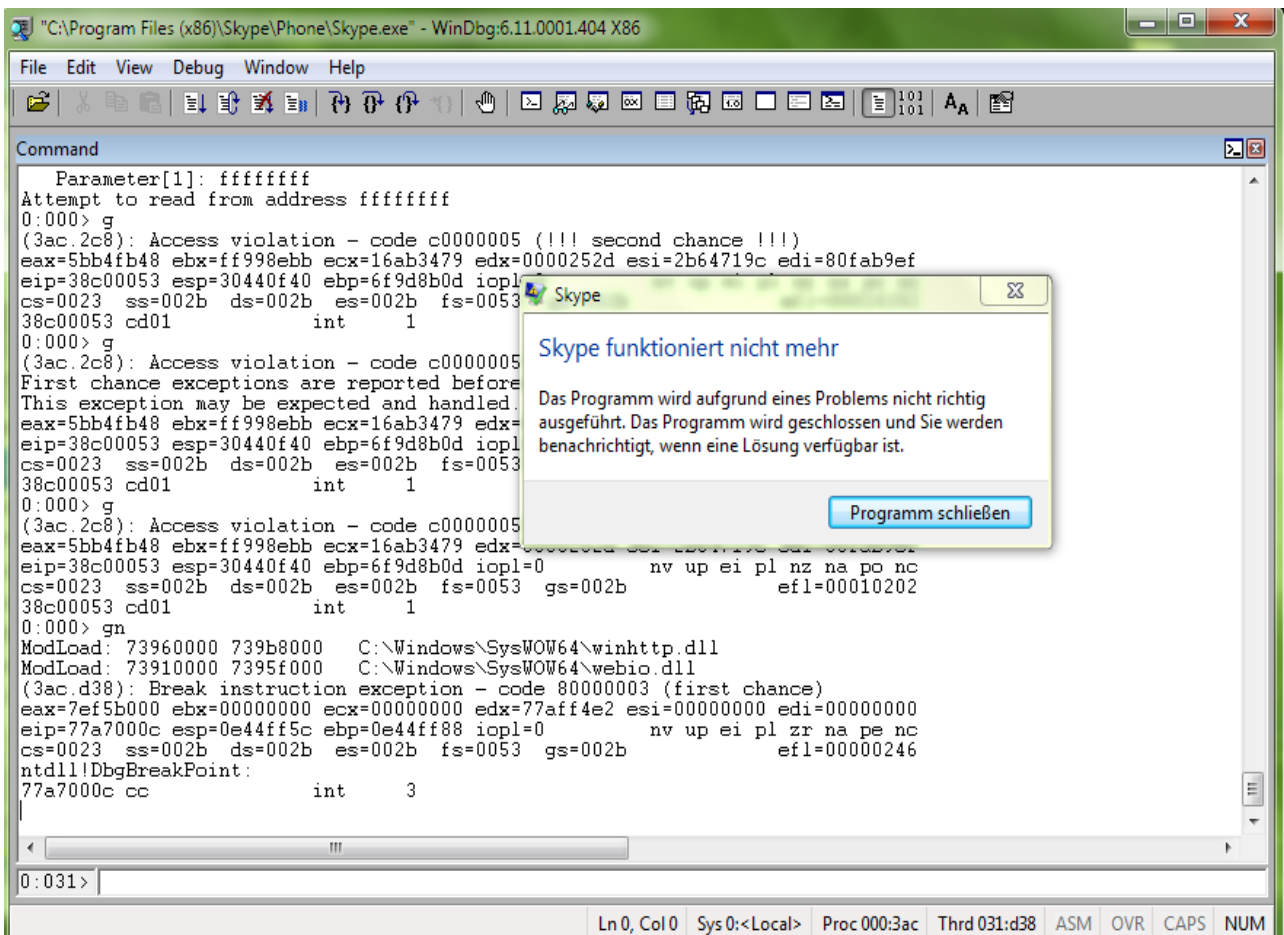 "C:\Program Files (x86)\Skype\Phone\Skype.exe" - WinDbg:6.11.0001.404 X86
File Edit View Debug Window Help
Command
Parameter[1]: ffffffff
Attempt to read from address ffffffff
0:000> g
(3ac.2c8): Access violation - code c0000005 (!!! second chance !!!)
eax=5bb4fb48 ebx=ff998ebb ecx=16ab3479 edx=0000252d esi=2b64719c edi=80fab9ef
eip=38c00053 esp=30440f40 ebp=6f9d8b0d iopl
cs=0023 ss=002b ds=002b es=002b fs=0053
38c00053 cd01 int 1
0:000> g
(3ac.2c8): Access violation - code c0000005
First chance exceptions are reported before
This exception may be expected and handled.
eax=5bb4fb48 ebx=ff998ebb ecx=16ab3479 edx=
eip=38c00053 esp=30440f40 ebp=6f9d8b0d iopl
cs=0023 ss=002b ds=002b es=002b fs=0053
38c00053 cd01 int 1
0:000> g
(3ac.2c8): Access violation - code c0000005
eax=5bb4fb48 ebx=ff998ebb ecx=16ab3479
eip=38c00053 esp=30440f40 ebp=6f9d8b0d iopl=0 nv up ei pl nz na po nc
cs=0023 ss=002b ds=002b es=002b fs=0053 gs=002b efl=00010202
38c00053 cd01 int 1
0:000> gn
ModLoad: 73960000 739b8000 C:\Windows\SysWOW64\winhttp.dll
ModLoad: 73910000 7395f000 C:\Windows\SysWOW64\webio.dll
(3ac.d38): Break instruction exception - code 80000003 (first chance)
eax=7ef5b000 ebx=00000000 ecx=00000000 edx=77aff4e2 esi=00000000 edi=00000000
eip=77a7000c esp=0e44ff5c ebp=0e44ff88 iopl=0 nv up ei pl zr na pe nc
cs=0023 ss=002b ds=002b es=002b fs=0053 gs=002b efl=00000246
ntdll!DbgBreakPoint:
77a7000c cc int 3
Skype
Skype funktioniert nicht mehr
Das Programm wird aufgrund eines Problems nicht richtig
ausgeführt. Das Programm wird geschlossen und Sie werden
benachrichtigt, wenn eine Lösung verfügbar ist.
Programm schließen
0:031>
Ln 0, Col 0 Sys 0:<Local> Proc 000:3ac Thrd 031:d38 ASM OVR CAPS NUM